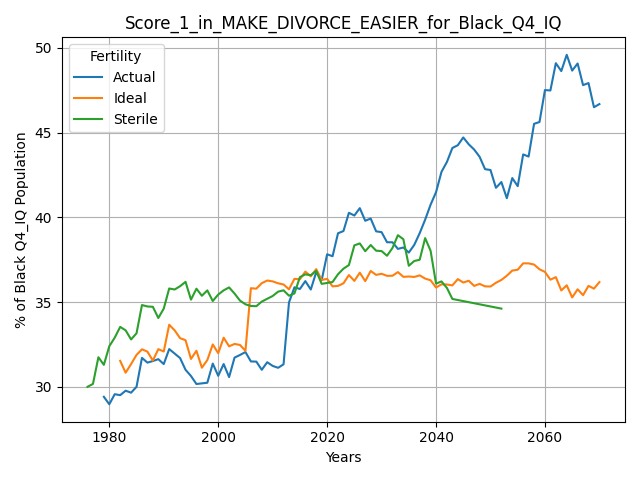 Score_1_in_MAKE_DIVORCE_EASIER_for_Black_Q4_IQ
Fertility
Actual
Ideal
Sterile
% of Black Q4_IQ Population
50
45
40
35
30
1980 2000 2020 2040 2060
Years